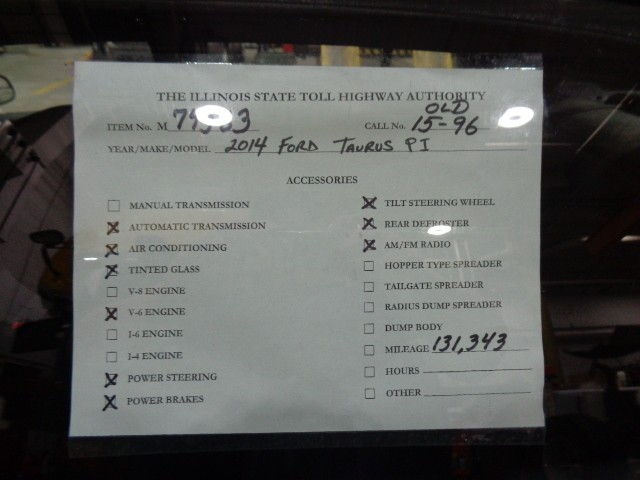 THE ILLINOIS STATE TOLL HIGHWAY AUTHORITY
OLD
ITEM No. M CALL No. 15-96
YEAR/MAKE/MODEL 2014 FORD TAURUS PI
ACCESSORIES
☐ MANUAL TRANSMISSION
☒ AUTOMATIC TRANSMISSION
☒ AIR CONDITIONING
☒ TINTED GLASS
☐ V-8 ENGINE
☒ V-6 ENGINE
☐ I-6 ENGINE
☐ I-4 ENGINE
☒ POWER STEERING
☒ POWER BRAKES
☒ TILT STEERING WHEEL
☒ REAR DEFROSTER
☒ AM/FM RADIO
☐ HOPPER TYPE SPREADER
☐ TAILGATE SPREADER
☐ RADIUS DUMP SPREADER
☐ DUMP BODY
☐ MILEAGE 131,343
☐ HOURS
☐ OTHER